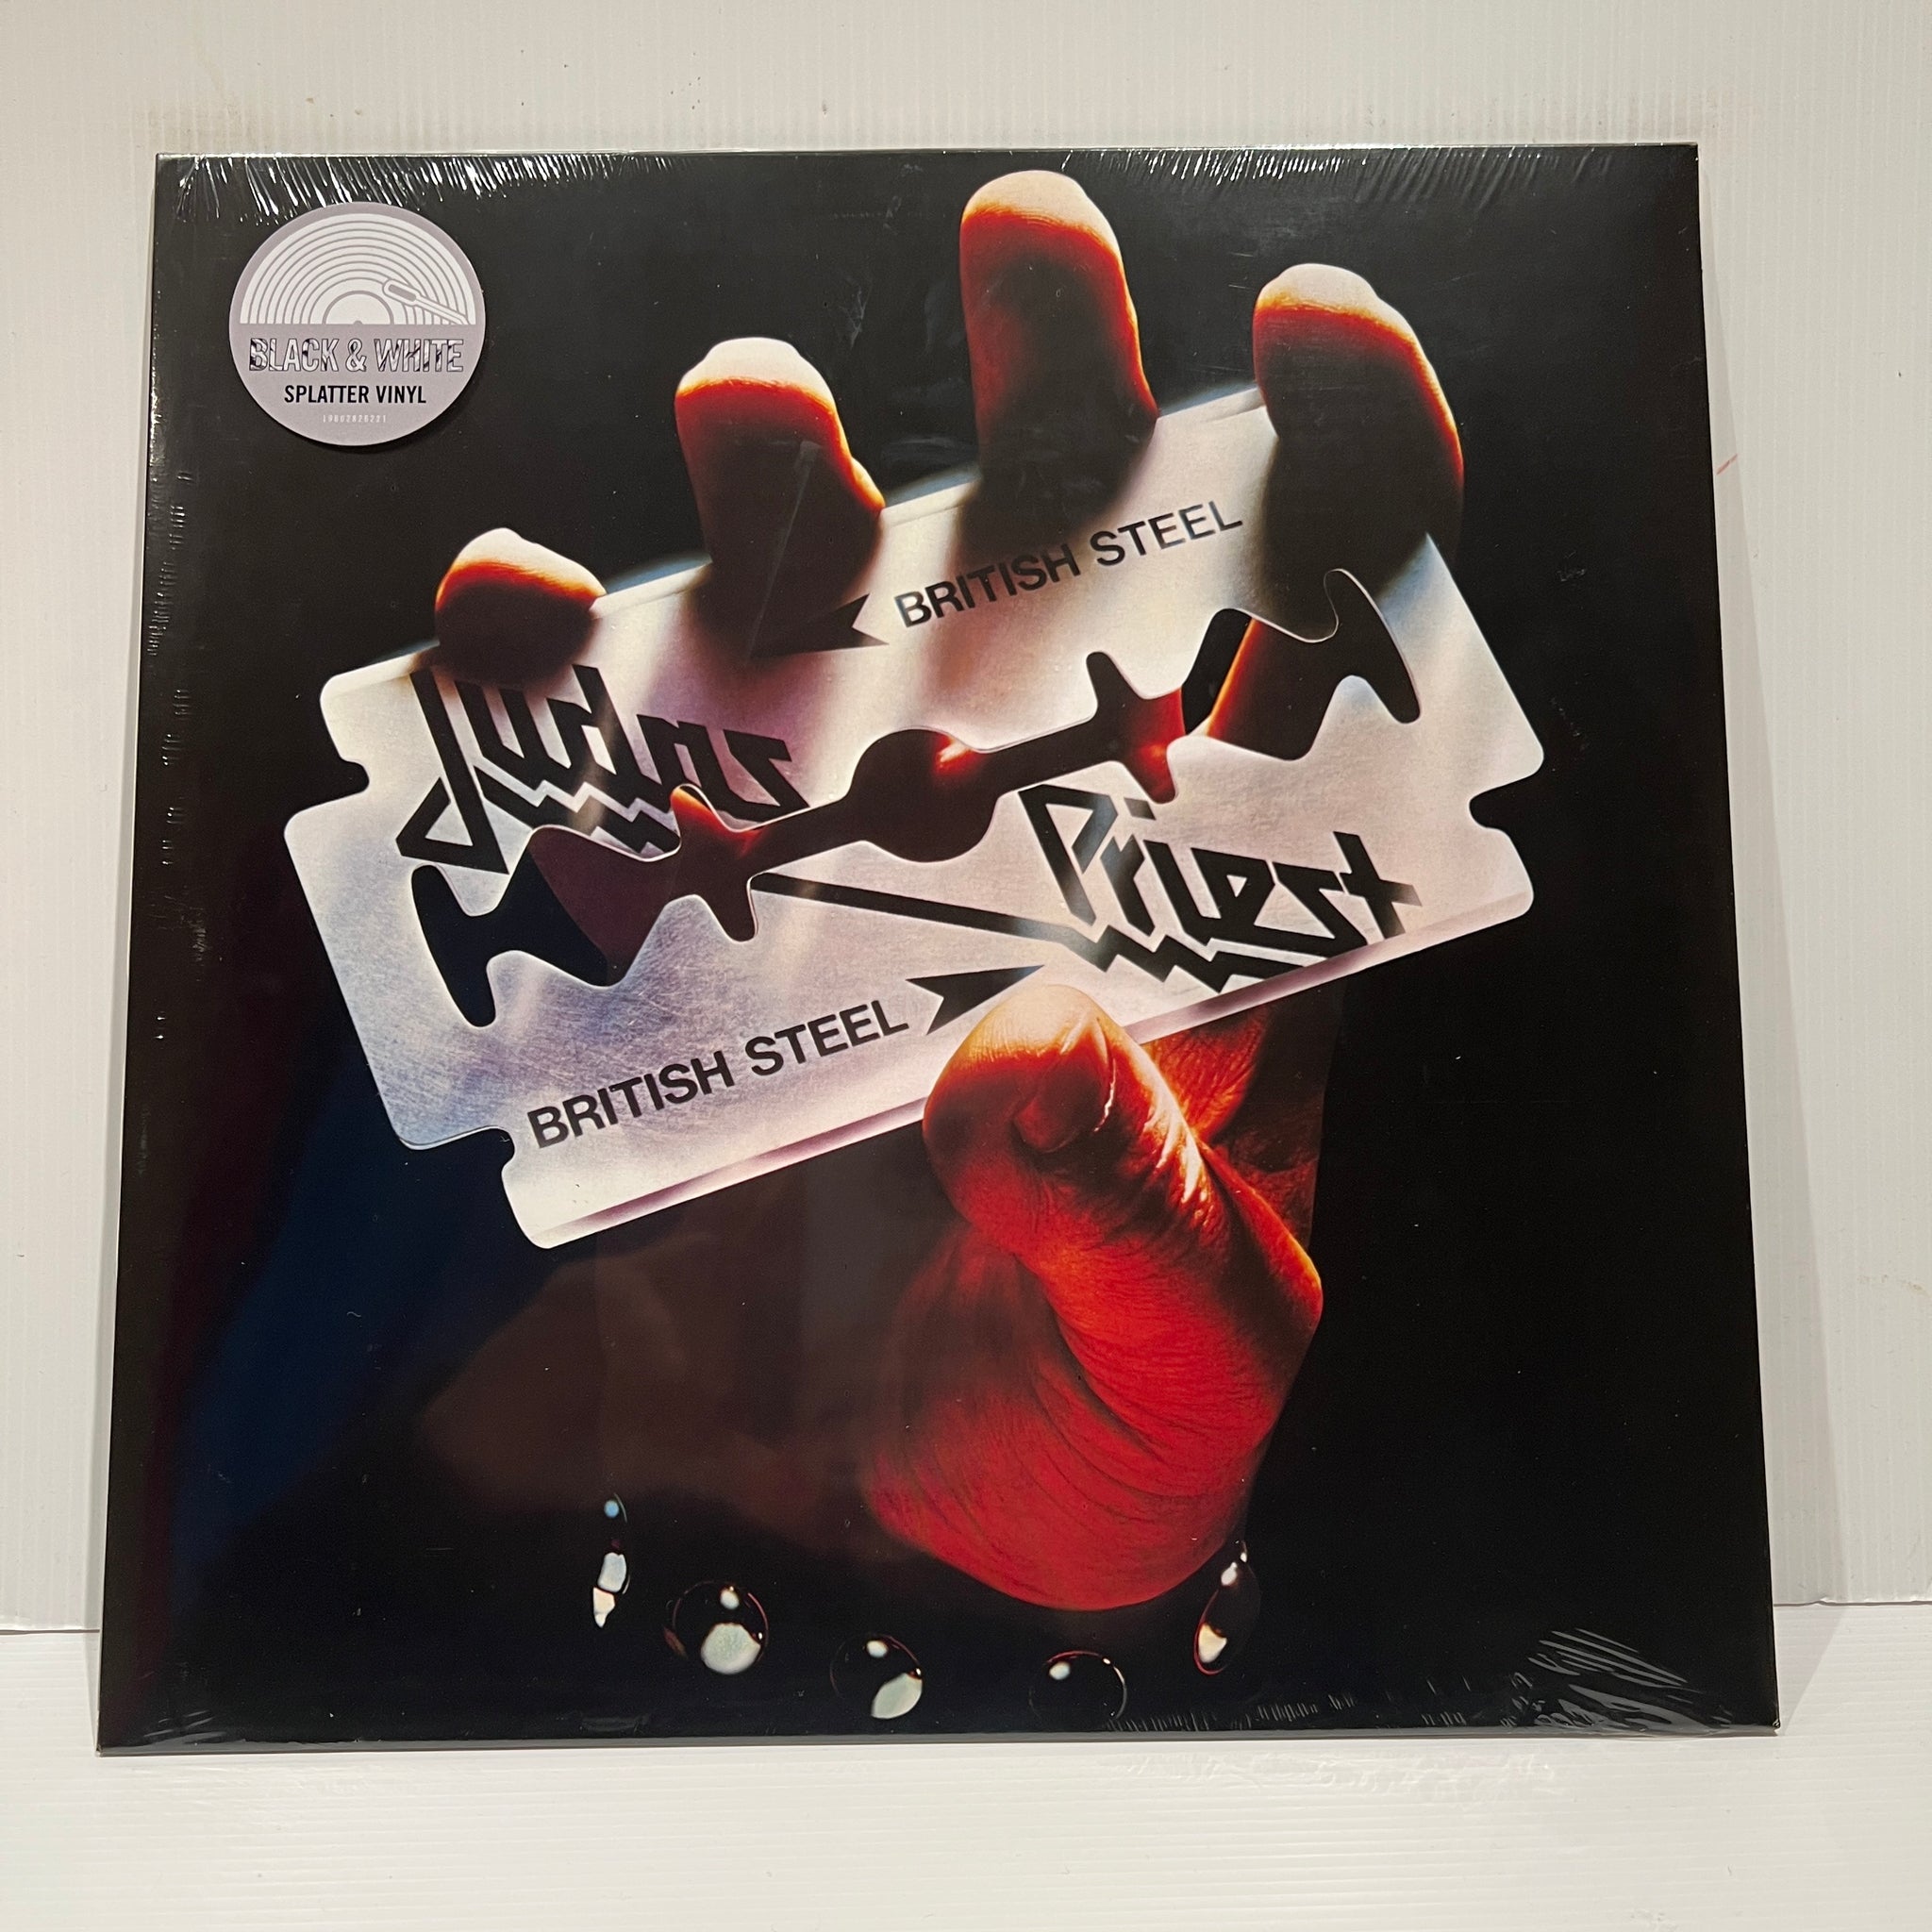 BLACK & WHITE
SPLATTER VINYL
BRITISH STEEL
Judas
Priest
BRITISH STEEL